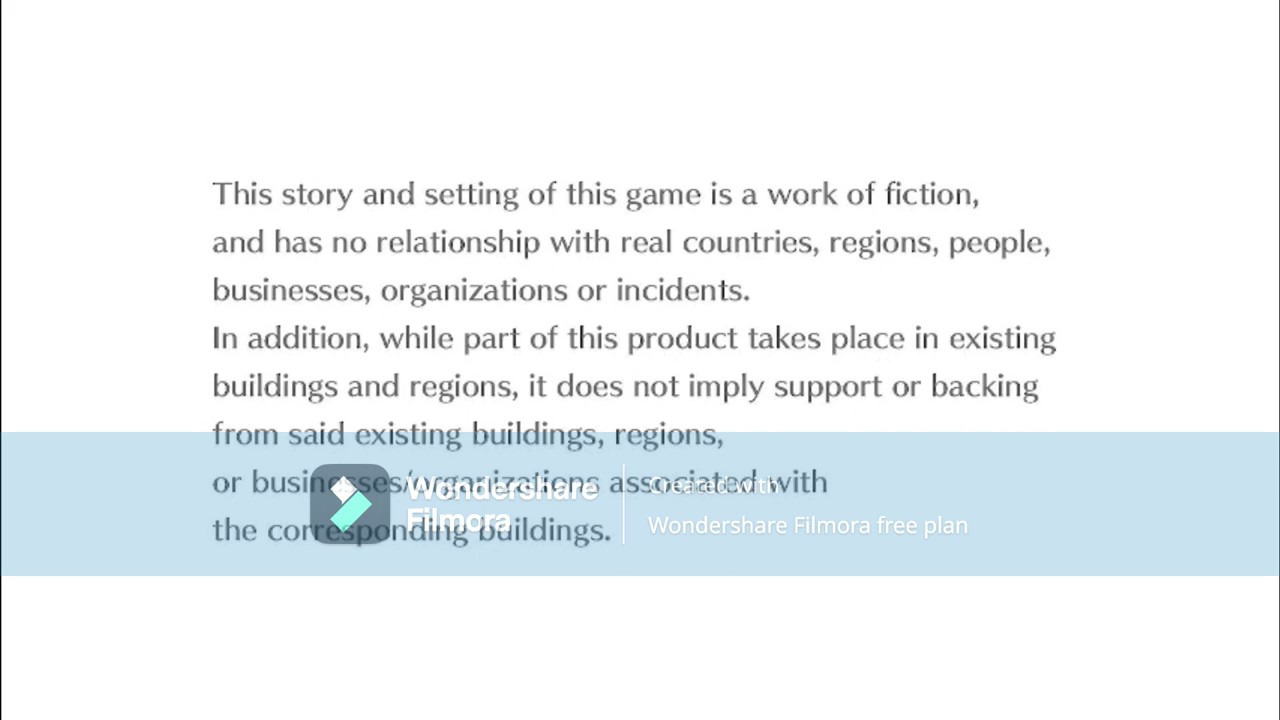 This story and setting of this game is a work of fiction,
and has no relationship with real countries, regions, people,
businesses, organizations or incidents.
In addition, while part of this product takes place in existing
buildings and regions, it does not imply support or backing
from said existing buildings, regions,
or businesses/organizations associated with
the corresponding buildings.
Wondershare
Filmora
Created with
Wondershare Filmora free plan